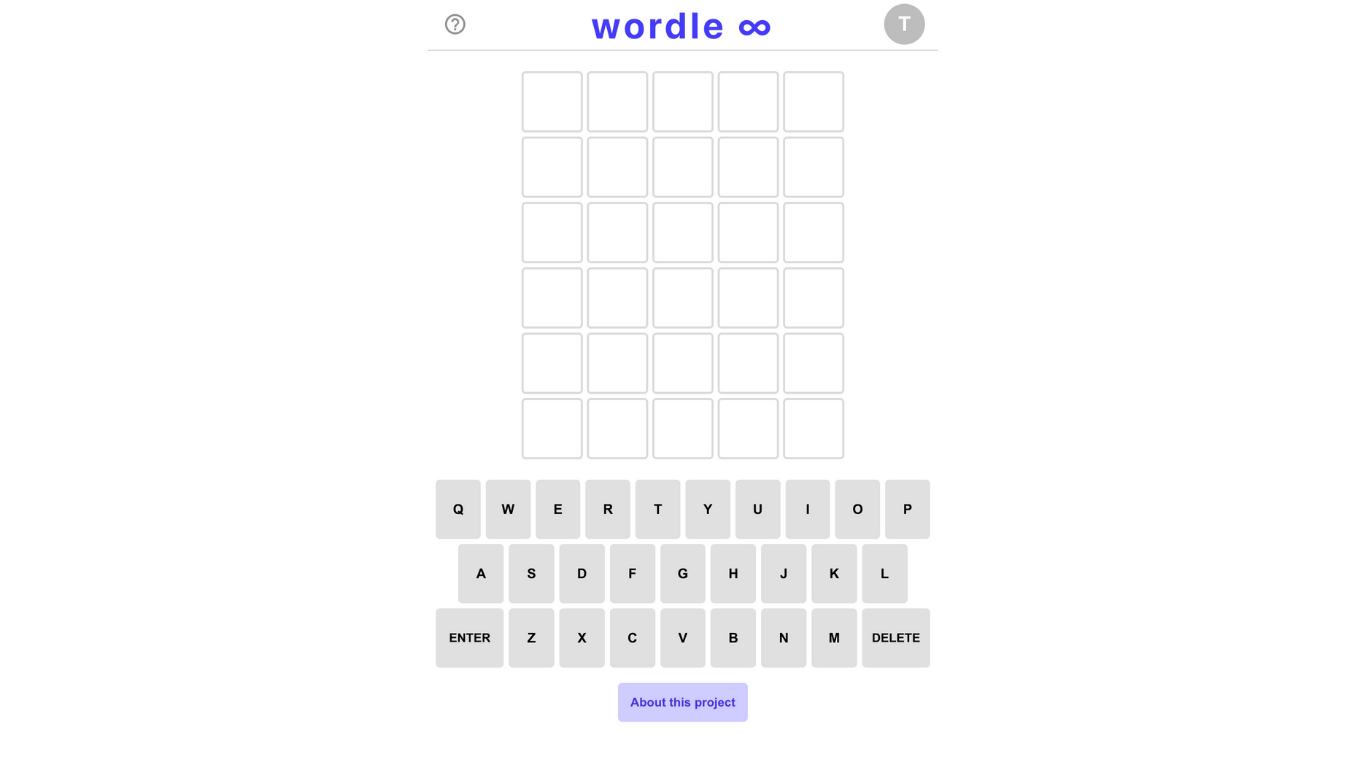 ?
wordle ∞
T
Q W E R T Y U I O P
A S D F G H J K L
ENTER Z X C V B N M DELETE
About this project